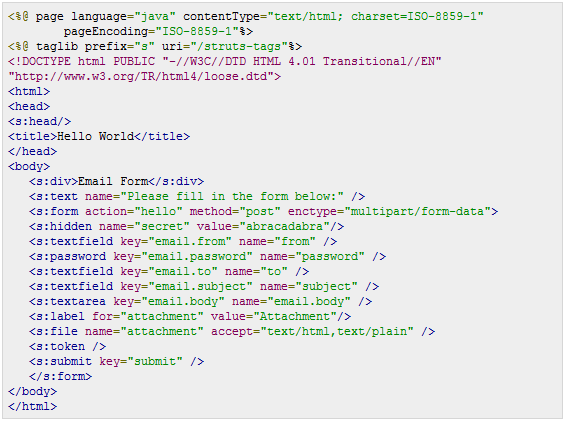 <%@ page language="java" contentType="text/html; charset=ISO-8859-1"
pageEncoding="ISO-8859-1"%>
<%@ taglib prefix="s" uri="/struts-tags"%>
<!DOCTYPE html PUBLIC "-//W3C//DTD HTML 4.01 Transitional//EN"
"http://www.w3.org/TR/html4/loose.dtd">
<html>
<head>
<s:head/>
<title>Hello World</title>
</head>
<body>
<s:div>Email Form</s:div>
<s:text name="Please fill in the form below:" />
<s:form action="hello" method="post" enctype="multipart/form-data">
<s:hidden name="secret" value="abracadabra"/>
<s:textfield key="email.from" name="from" />
<s:password key="email.password" name="password" />
<s:textfield key="email.to" name="to" />
<s:textfield key="email.subject" name="subject" />
<s:textarea key="email.body" name="email.body" />
<s:label for="attachment" value="Attachment"/>
<s:file name="attachment" accept="text/html,text/plain" />
<s:token />
<s:submit key="submit" />
</s:form>
</body>
</html>